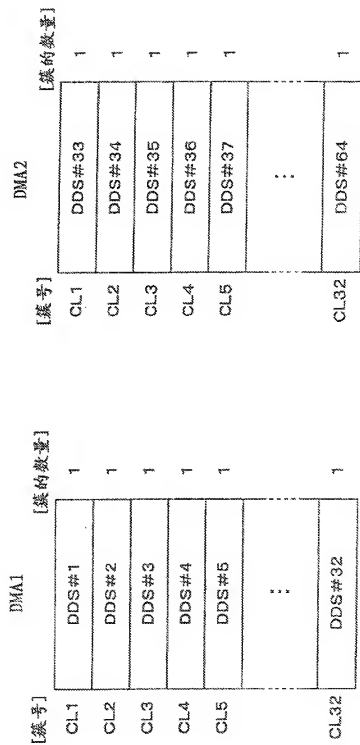 DMA1
[簇号] [簇的数量]
CL1 DDS#1 1
CL2 DDS#2 1
CL3 DDS#3 1
CL4 DDS#4 1
CL5 DDS#5 1
⋮
CL32 DDS#32 1
DMA2
[簇号] [簇的数量]
CL1 DDS#33 1
CL2 DDS#34 1
CL3 DDS#35 1
CL4 DDS#36 1
CL5 DDS#37 1
⋮
CL32 DDS#64 1